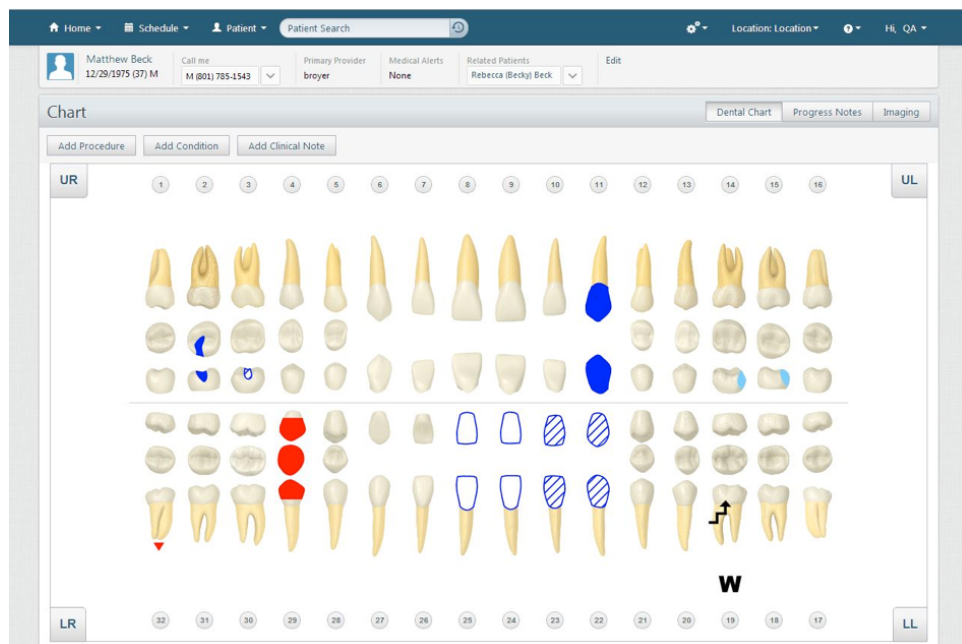 Home Schedule Patient Patient Search Location: Location ? Hi, QA
Matthew Beck Call me Primary Provider Medical Alerts Related Patients Edit
12/29/1975 (37) M M (801) 785-1543 broyer None Rebecca (Becky) Beck
Chart Dental Chart Progress Notes Imaging
Add Procedure Add Condition Add Clinical Note
UR 1 2 3 4 5 6 7 8 9 10 11 12 13 14 15 16 UL
W
LR 32 31 30 29 28 27 26 25 24 23 22 21 20 19 18 17 LL